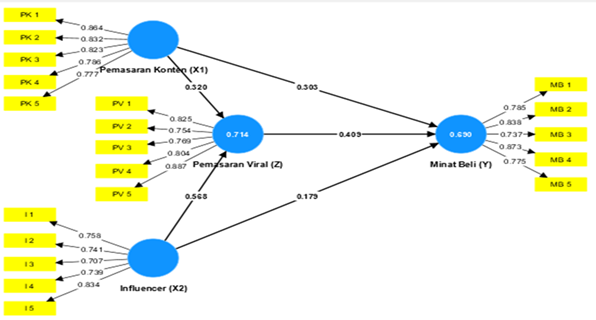 PK 1
PK 2
PK 3
PK 4
PK 5
0.864
0.832
0.823
0.786
0.777
Pemasaran Konten (X1)
0.320
0.303
PV 1
PV 2
PV 3
PV 4
PV 5
0.825
0.754
0.769
0.804
0.887
0.714
Pemasaran Viral (Z)
0.409
0.690
Minat Beli (Y)
MB 1
MB 2
MB 3
MB 4
MB 5
0.785
0.838
0.737
0.873
0.775
0.568
0.179
I 1
I 2
I 3
I 4
I 5
0.758
0.741
0.707
0.739
0.834
Influencer (X2)